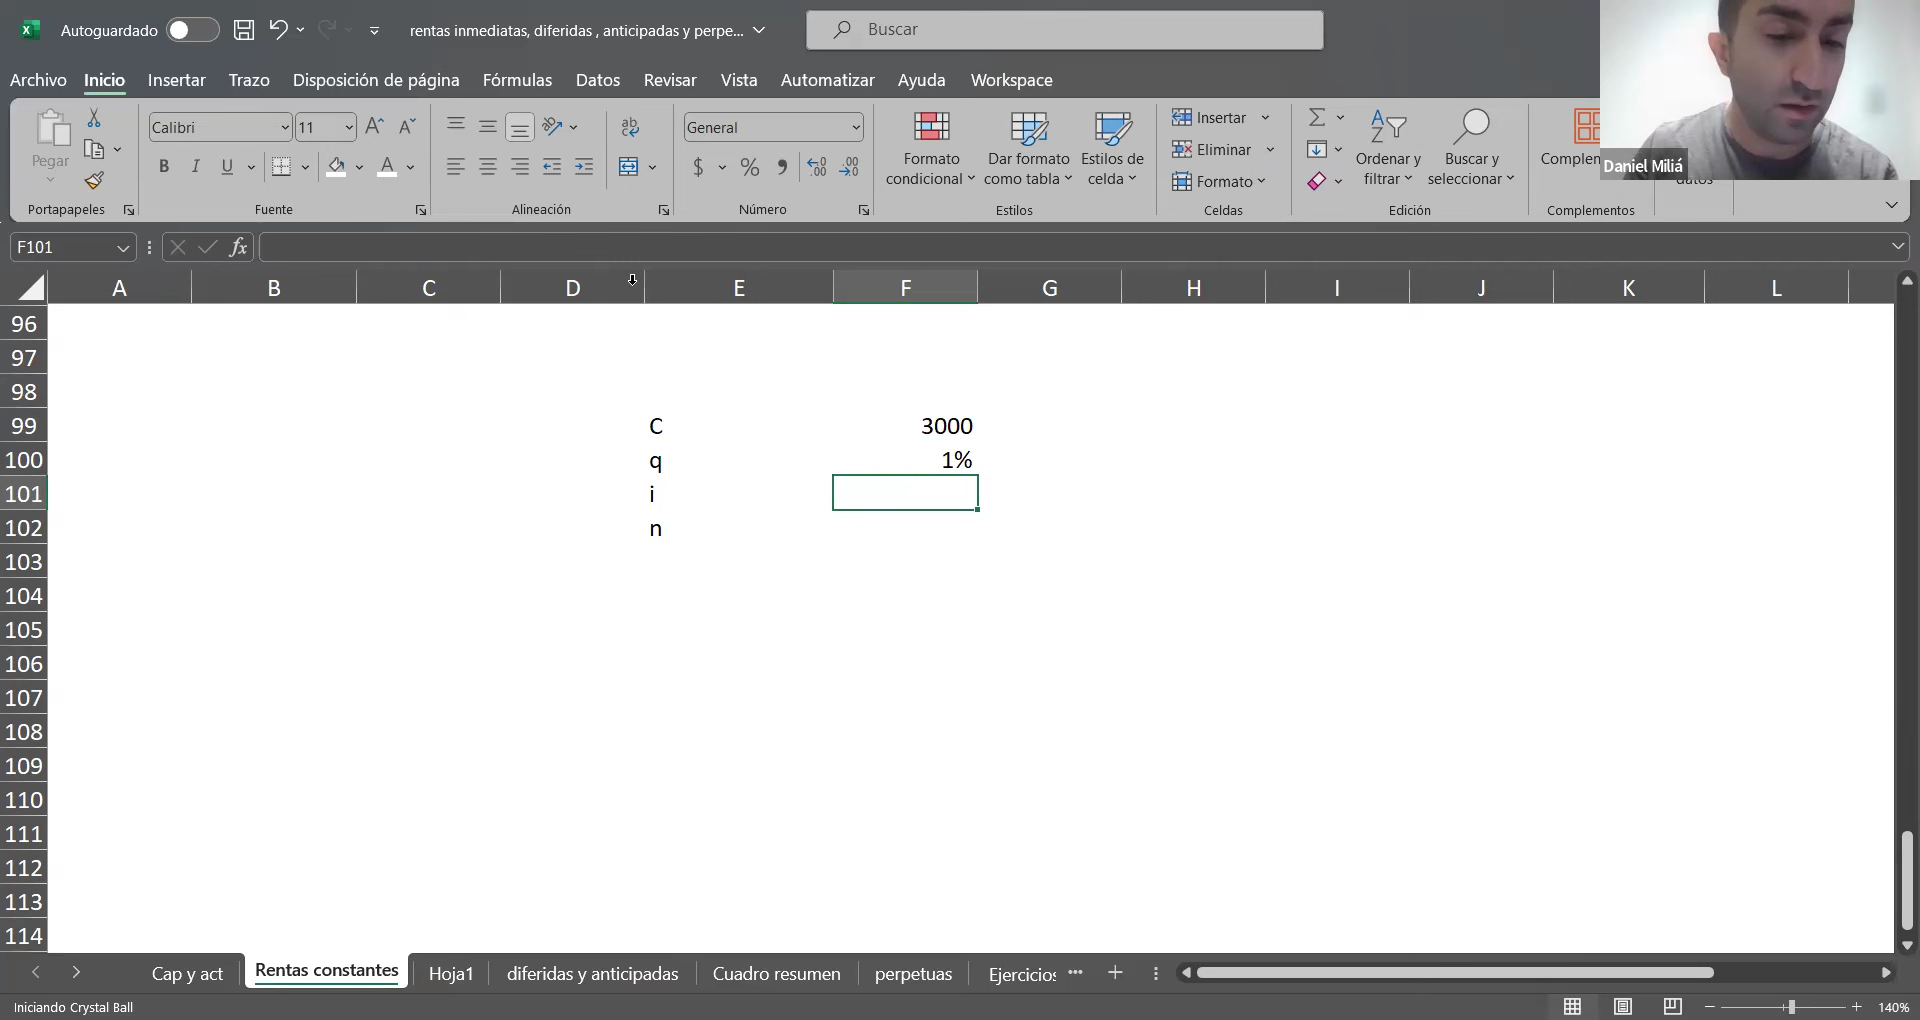 Autoguardado
rentas inmediatas, diferidas , anticipadas y perpe...
Buscar
Archivo Inicio Insertar Trazo Disposición de página Fórmulas Datos Revisar Vista Automatizar Ayuda Workspace
Pegar
Portapapeles
Calibri 11
N K S
Fuente
Alineación
General
$ %
Número
Formato condicional
Dar formato como tabla
Estilos de celda
Estilos
Insertar
Eliminar
Formato
Celdas
Ordenar y filtrar
Buscar y seleccionar
Edición
Complementos
Daniel Miliá
F101
fx
A B C D E F G H I J K L
96
97
98
99 C 3000
100 q 1%
101 i
102 n
103
104
105
106
107
108
109
110
111
112
113
114
Cap y act Rentas constantes Hoja1 diferidas y anticipadas Cuadro resumen perpetuas Ejercicios
Iniciando Crystal Ball
140%